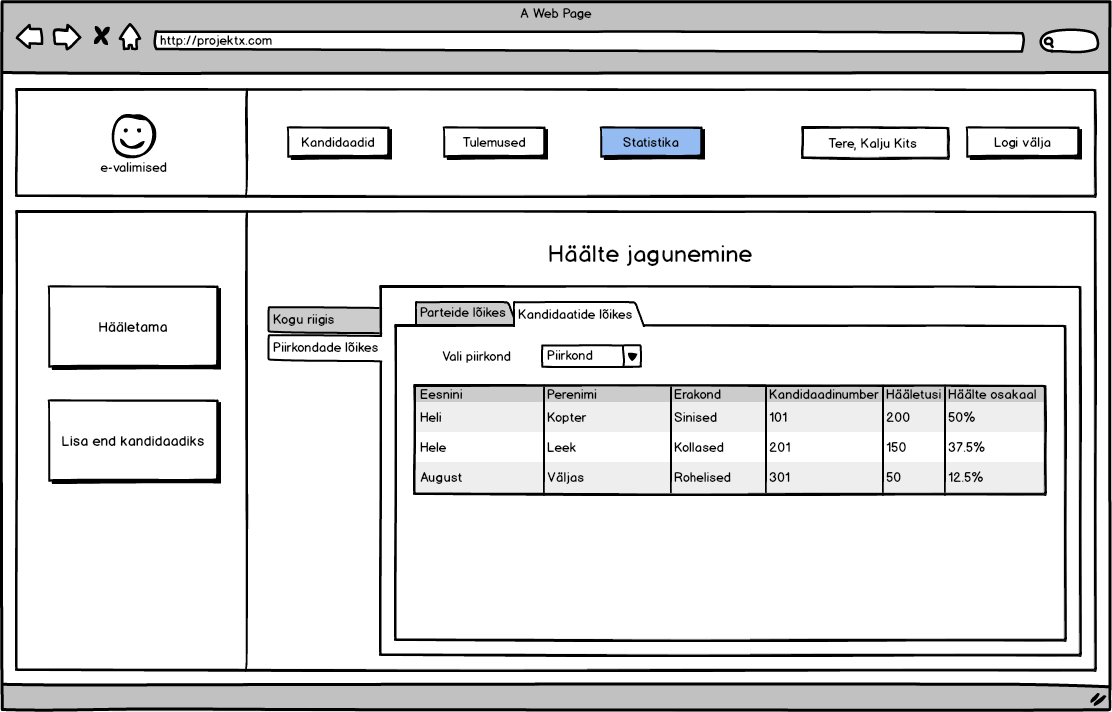 A Web Page
http://projektx.com
e-valimised
Kandidaadid
Tulemused
Statistika
Tere, Kalju Kits
Logi välja
Hääletama
Lisa end kandidaadiks
Häälte jagunemine
Kogu riigis
Piirkondade lõikes
Parteide lõikes
Kandidaatide lõikes
Vali piirkond
Piirkond
Eesnini Perenimi Erakond Kandidaadinumber Hääletusi Häälte osakaal
Heli Kopter Sinised 101 200 50%
Hele Leek Kollased 201 150 37.5%
August Väljas Rohelised 301 50 12.5%